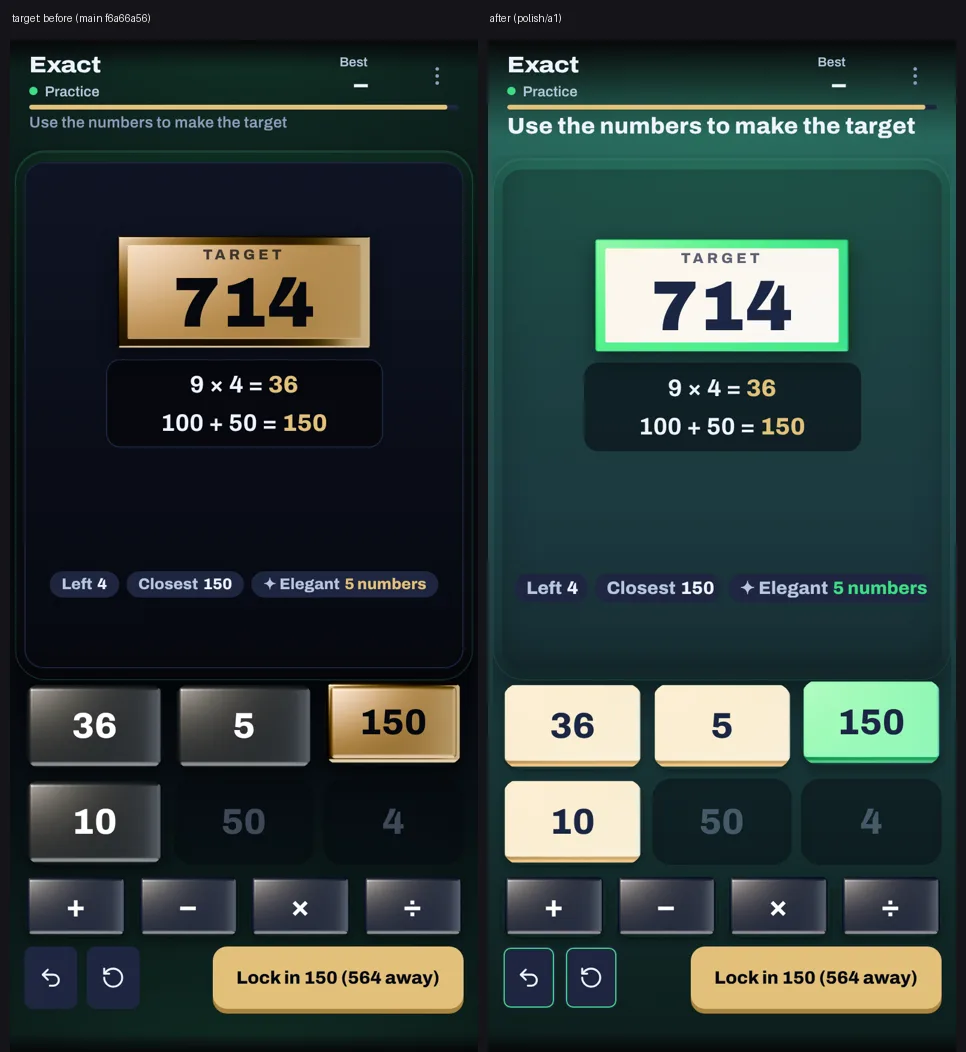 target: before (main f6a66a56)
Exact
Best
Practice
–
Use the numbers to make the target
TARGET
714
9 × 4 = 36
100 + 50 = 150
Left 4 Closest 150 ✦ Elegant 5 numbers
36 5 150
10 50 4
+ − × ÷
Lock in 150 (564 away)
after (polish/a1)
Exact
Best
Practice
–
Use the numbers to make the target
TARGET
714
9 × 4 = 36
100 + 50 = 150
Left 4 Closest 150 ✦ Elegant 5 numbers
36 5 150
10 50 4
+ − × ÷
Lock in 150 (564 away)